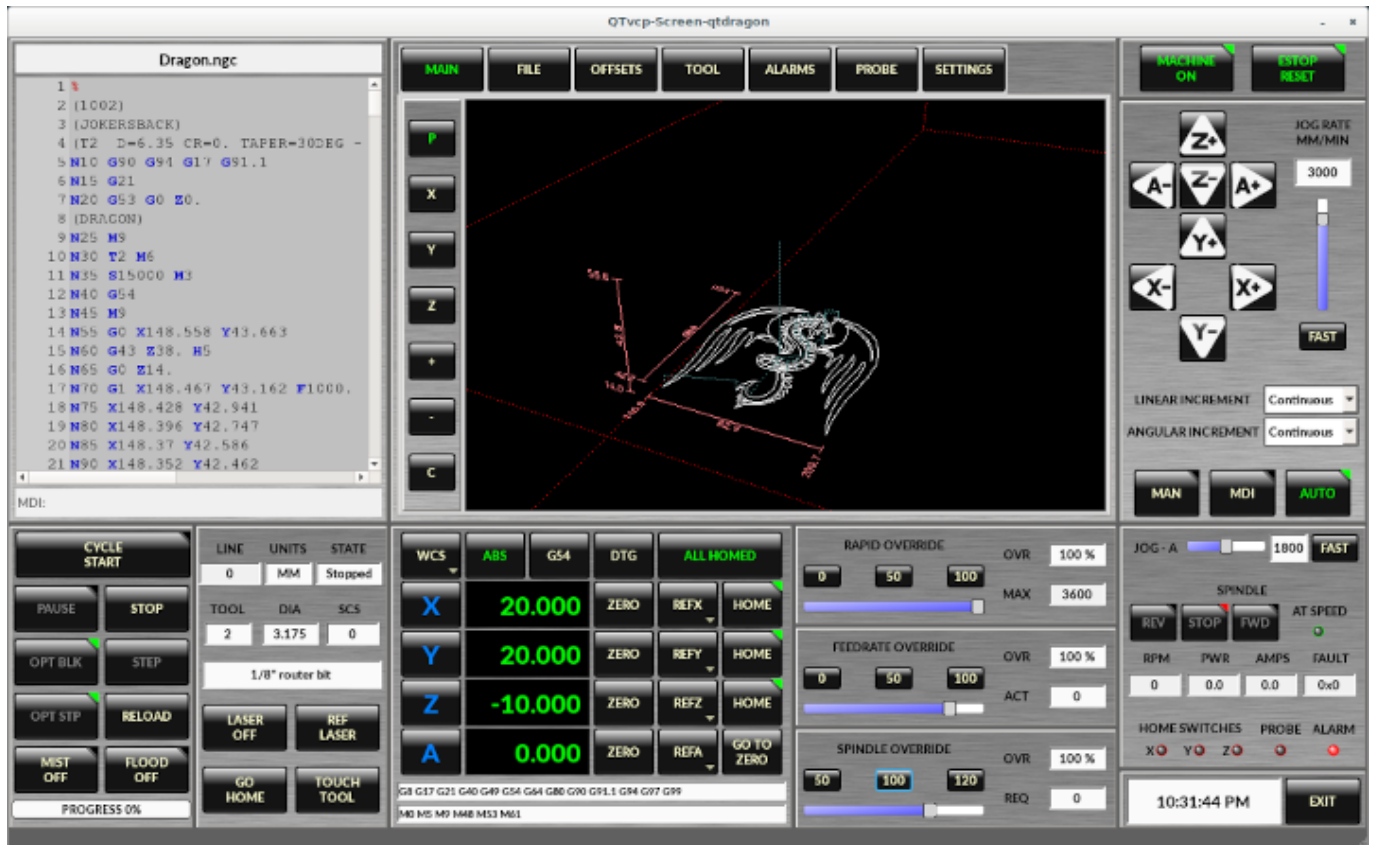 QTvcp-Screen-qtdragon
Dragon.ngc
1 %
2 (1002)
3 (JOKERSBACK)
4 (T2 D=6.35 CR=0. TAPER=30DEG -
5 N10 G90 G94 G17 G91.1
6 N15 G21
7 N20 G53 G0 Z0.
8 (DRAGON)
9 N25 M9
10 N30 T2 M6
11 N35 S15000 M3
12 N40 G54
13 N45 M9
14 N55 G0 X148.558 Y43.663
15 N60 G43 Z38. H5
16 N65 G0 Z14.
17 N70 G1 X148.467 Y43.162 F1000.
18 N75 X148.428 Y42.941
19 N80 X148.396 Y42.747
20 N85 X148.37 Y42.586
21 N90 X148.352 Y42.462
MDI:
MAIN FILE OFFSETS TOOL ALARMS PROBE SETTINGS
P
X
Y
Z
+
-
C
MACHINE ON
ESTOP RESET
Z+
A- Z- A+
Y+
X- X+
Y-
JOG RATE
MM/MIN
3000
FAST
LINEAR INCREMENT Continuous
ANGULAR INCREMENT Continuous
MAN MDI AUTO
CYCLE
START
PAUSE STOP
OPT BLK STEP
OPT STP RELOAD
MIST OFF FLOOD OFF
PROGRESS 0%
LINE UNITS STATE
0 MM Stopped
TOOL DIA SCS
2 3.175 0
1/8" router bit
LASER OFF REF LASER
GO HOME TOUCH TOOL
WCS ABS G54 DTG ALL HOMED
X 20.000 ZERO REFX HOME
Y 20.000 ZERO REFY HOME
Z -10.000 ZERO REFZ HOME
A 0.000 ZERO REFA GO TO ZERO
G8 G17 G21 G40 G49 G54 G64 G80 G90 G91.1 G94 G97 G99
M0 M5 M9 M48 M53 M61
RAPID OVERRIDE OVR 100 %
0 50 100
MAX 3600
FEEDRATE OVERRIDE OVR 100 %
0 50 100
ACT 0
SPINDLE OVERRIDE OVR 100 %
50 100 120
REQ 0
JOG - A 1800 FAST
SPINDLE
REV STOP FWD AT SPEED
RPM PWR AMPS FAULT
0 0.0 0.0 0x0
HOME SWITCHES PROBE ALARM
X Y Z
10:31:44 PM EXIT